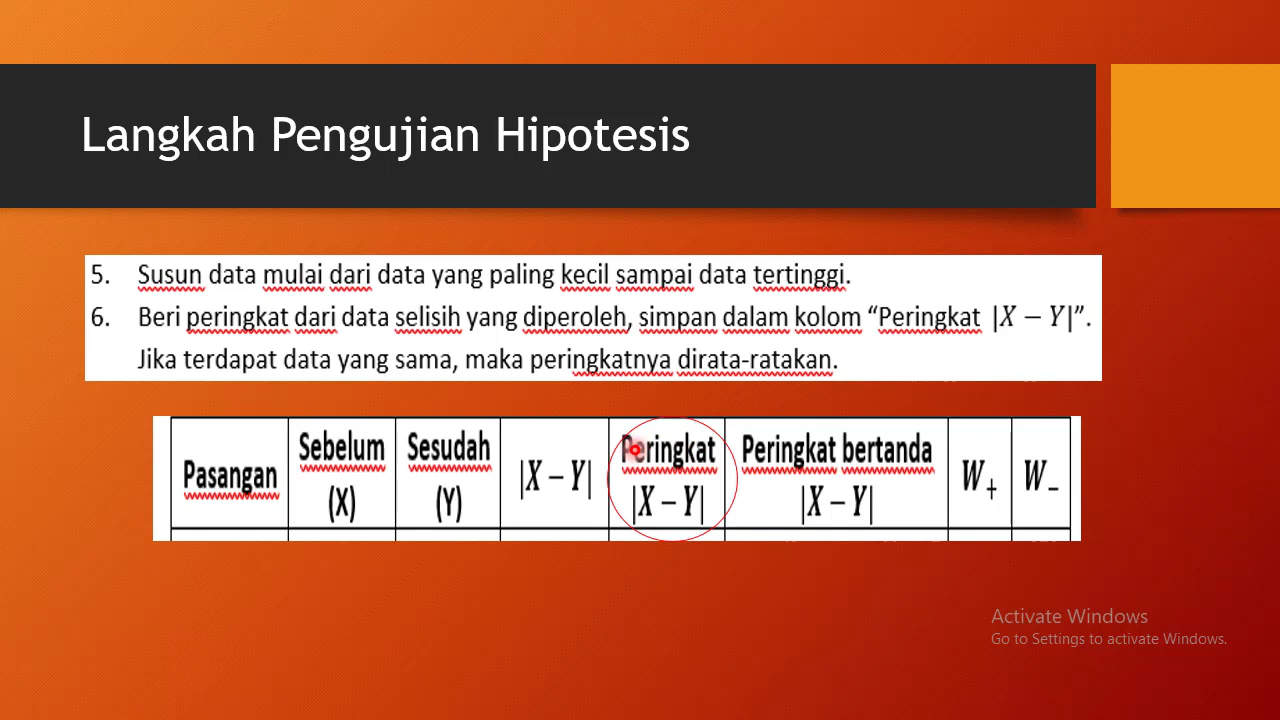 Langkah Pengujian Hipotesis
5. Susun data mulai dari data yang paling kecil sampai data tertinggi.
6. Beri peringkat dari data selisih yang diperoleh, simpan dalam kolom “Peringkat |X − Y|”.
Jika terdapat data yang sama, maka peringkatnya dirata-ratakan.
Pasangan Sebelum (X) Sesudah (Y) |X − Y| Peringkat |X − Y| Peringkat bertanda |X − Y| W₊ W₋
Activate Windows
Go to Settings to activate Windows.